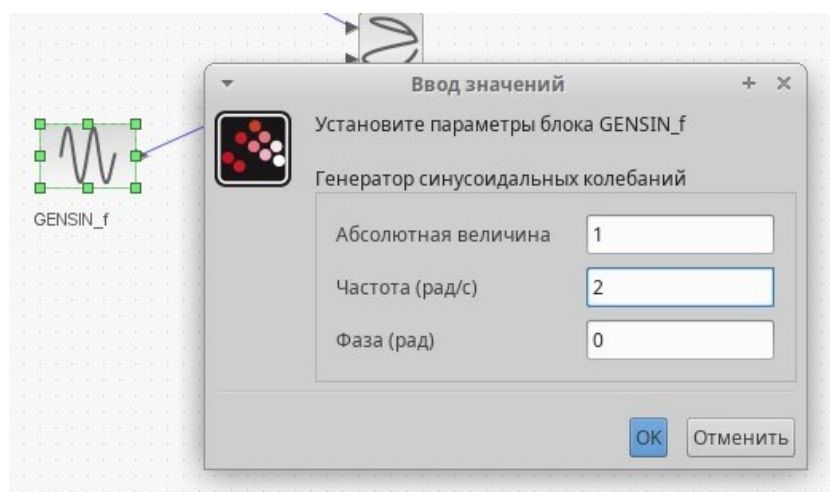 Ввод значений
Установите параметры блока GENSIN_f
Генератор синусоидальных колебаний
GENSIN_f
Абсолютная величина 1
Частота (рад/с) 2
Фаза (рад) 0
OK Отменить